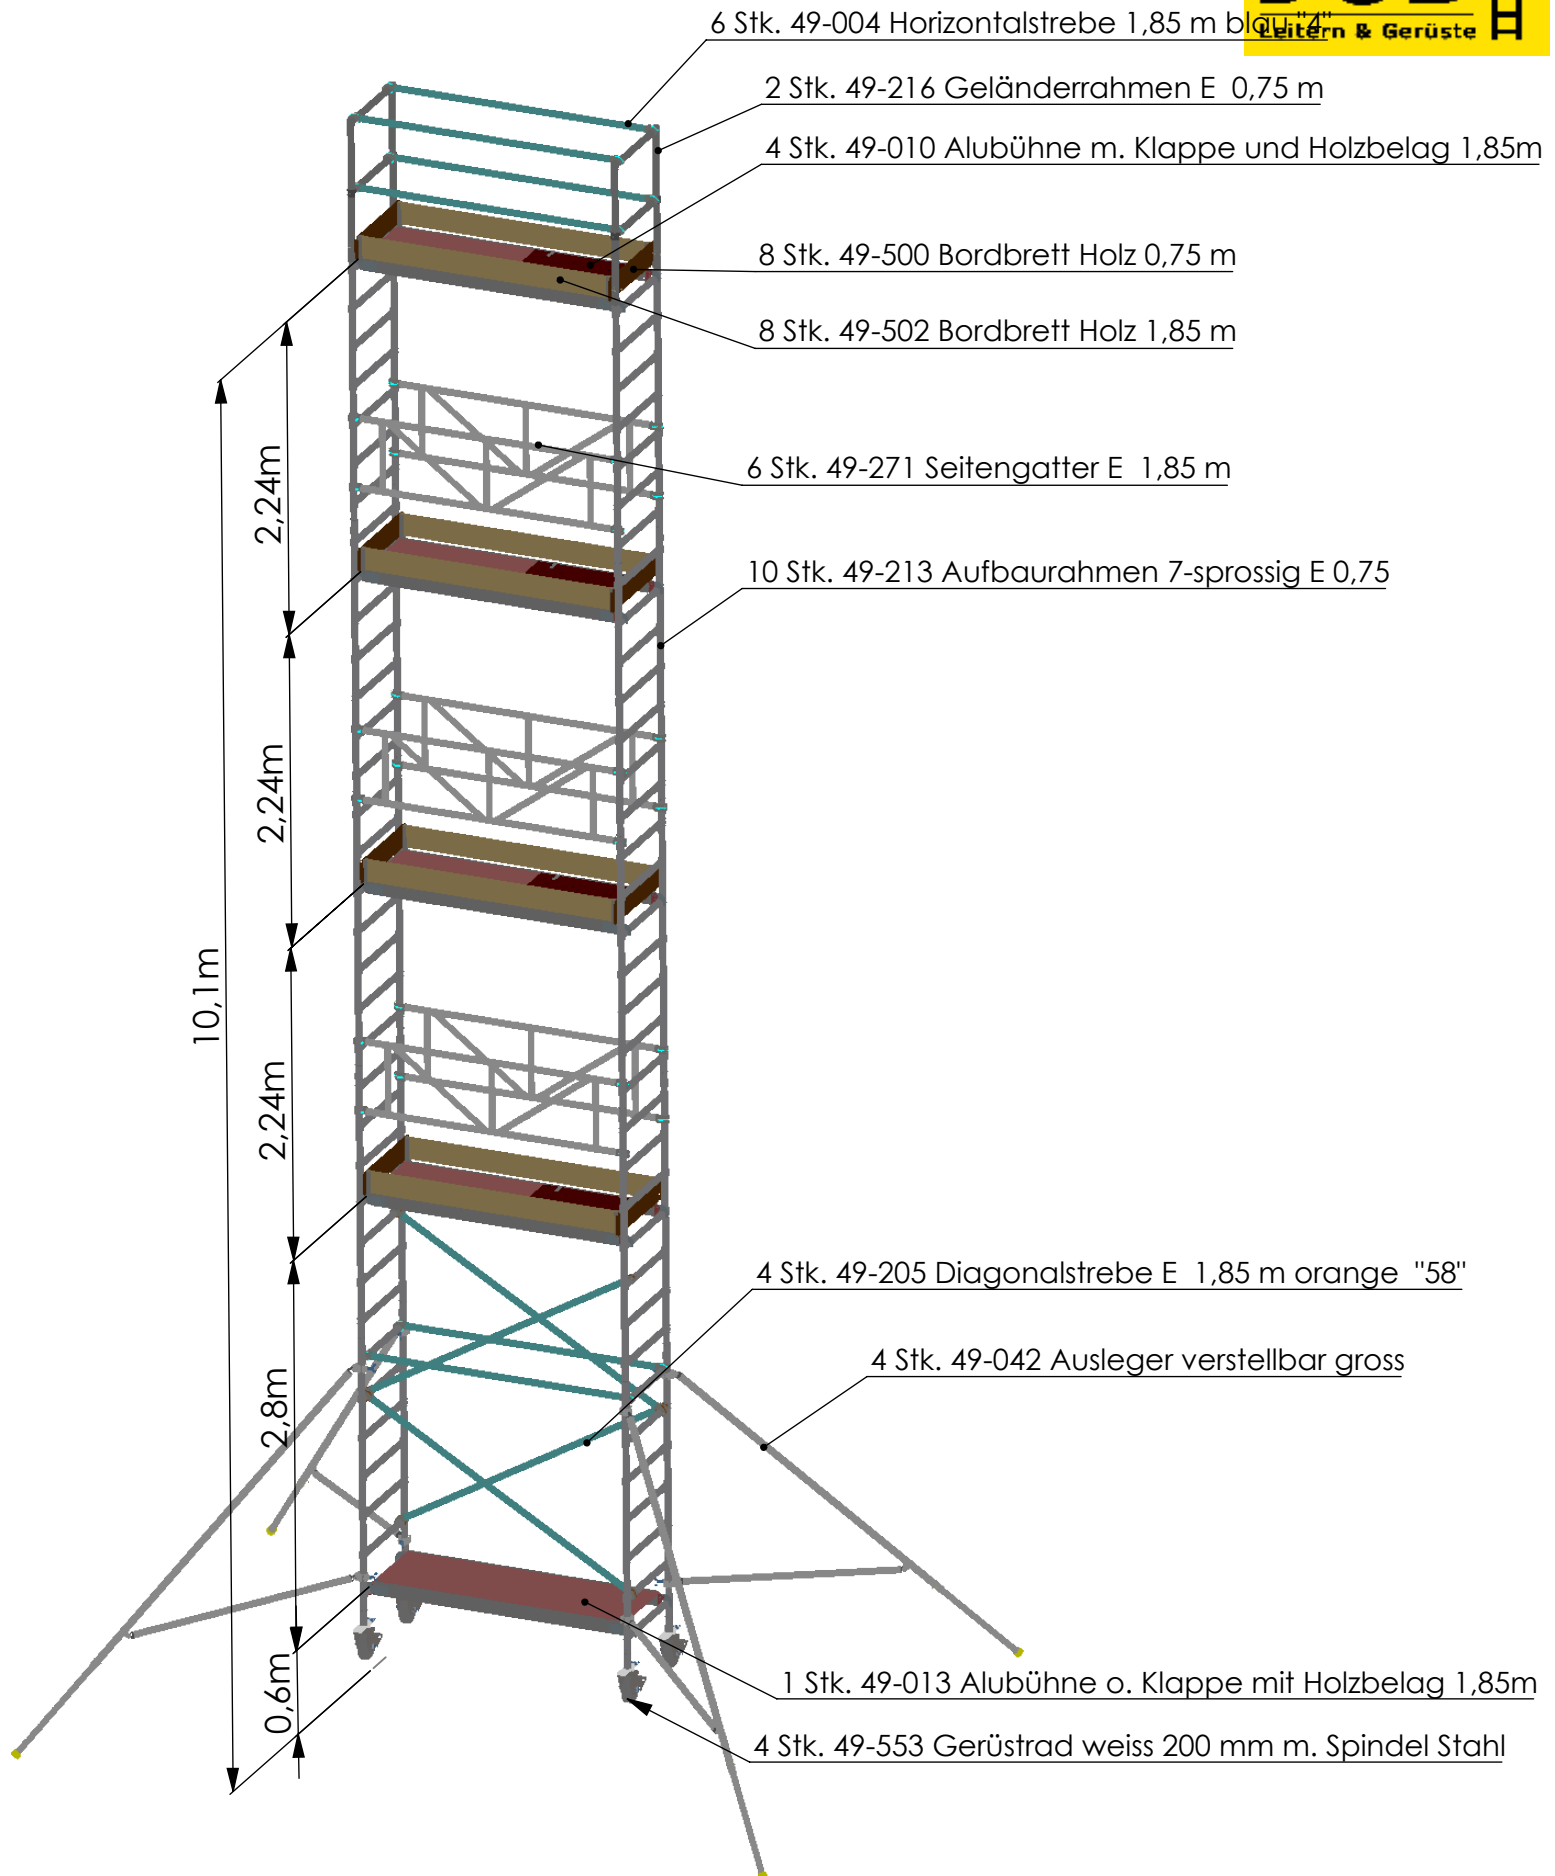 6 Stk. 49-004 Horizontalstrebe 1,85 m blau "4"
Leitern & Gerüste
2 Stk. 49-216 Geländerrahmen E 0,75 m
4 Stk. 49-010 Alubühne m. Klappe und Holzbelag 1,85m
8 Stk. 49-500 Bordbrett Holz 0,75 m
8 Stk. 49-502 Bordbrett Holz 1,85 m
6 Stk. 49-271 Seitengatter E 1,85 m
2,24m
10 Stk. 49-213 Aufbaurahmen 7-sprossig E 0,75
2,24m
10,1m
2,24m
4 Stk. 49-205 Diagonalstrebe E 1,85 m orange "58"
4 Stk. 49-042 Ausleger verstellbar gross
2,8m
0,6m
1 Stk. 49-013 Alubühne o. Klappe mit Holzbelag 1,85m
4 Stk. 49-553 Gerüstrad weiss 200 mm m. Spindel Stahl